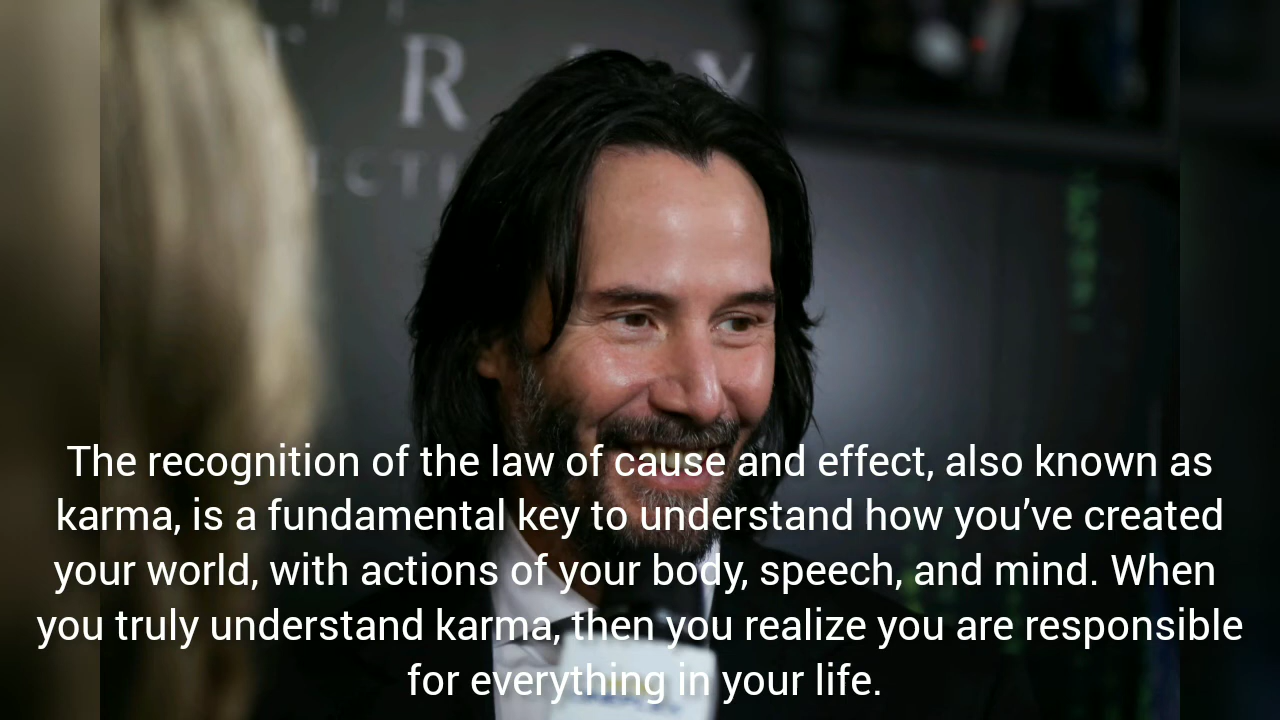 R Y
ECTI
The recognition of the law of cause and effect, also known as
karma, is a fundamental key to understand how you’ve created
your world, with actions of your body, speech, and mind. When
you truly understand karma, then you realize you are responsible
for everything in your life.